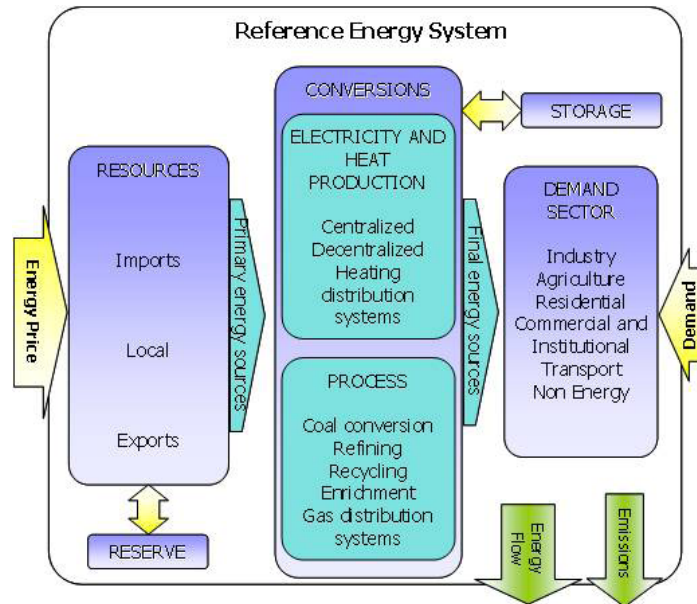 Reference Energy System
Energy Price
RESOURCES
Imports
Local
Exports
RESERVE
Primary energy sources
CONVERSIONS
ELECTRICITY AND
HEAT
PRODUCTION
Centralized
Decentralized
Heating
distribution
systems
PROCESS
Coal conversion
Refining
Recycling
Enrichment
Gas distribution
systems
Final energy sources
STORAGE
DEMAND
SECTOR
Industry
Agriculture
Residential
Commercial and
Institutional
Transport
Non Energy
Demand
Energy
Flow
Emissions